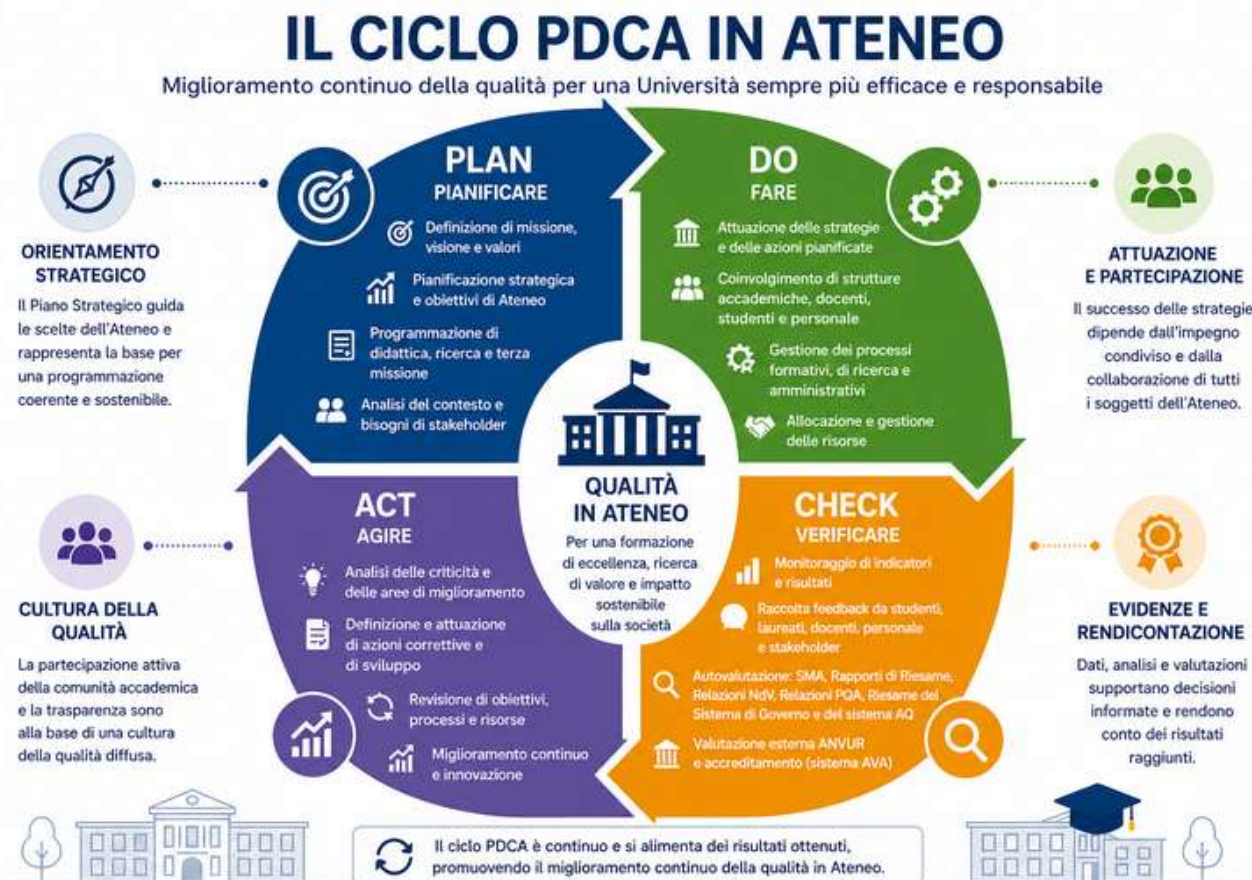 IL CICLO PDCA IN ATENEO
Miglioramento continuo della qualità per una Università sempre più efficace e responsabile
ORIENTAMENTO
STRATEGICO
Il Piano Strategico guida
le scelte dell'Ateneo e
rappresenta la base per
una programmazione
coerente e sostenibile.
PLAN
PIANIFICARE
Definizione di missione,
visione e valori
Pianificazione strategica
e obiettivi di Ateneo
Programmazione di
didattica, ricerca e terza
missione
Analisi del contesto e
bisogni di stakeholder
DO
FARE
Attuazione delle strategie
e delle azioni pianificate
Coinvolgimento di strutture
accademiche, docenti,
studenti e personale
Gestione dei processi
formativi, di ricerca e
amministrativi
Allocazione e gestione
delle risorse
ATTUAZIONE
E PARTECIPAZIONE
Il successo delle strategie
dipende dall'impegno
condiviso e dalla
collaborazione di tutti
i soggetti dell'Ateneo.
QUALITÀ
IN ATENEO
Per una formazione
di eccellenza, ricerca
di valore e impatto
sostenibile
sulla società
CULTURA DELLA
QUALITÀ
La partecipazione attiva
della comunità accademica
e la trasparenza sono
alla base di una cultura
della qualità diffusa.
ACT
AGIRE
Analisi delle criticità e
delle aree di miglioramento
Definizione e attuazione
di azioni correttive e
di sviluppo
Revisione di obiettivi,
processi e risorse
Miglioramento continuo
e innovazione
CHECK
VERIFICARE
Monitoraggio di indicatori
e risultati
Raccolta feedback da studenti,
laureati, docenti, personale
e stakeholder
Autovalutazione: SMA, Rapporti di Riesame,
Relazioni NdV, Relazioni PQA, Riesame del
Sistema di Governo e del sistema AQ
Valutazione esterna ANVUR
e accreditamento (sistema AVA)
EVIDENZE E
RENDICONTAZIONE
Dati, analisi e valutazioni
supportano decisioni
informate e rendono
conto dei risultati
raggiunti.
Il ciclo PDCA è continuo e si alimenta dei risultati ottenuti,
promuovendo il miglioramento continuo della qualità in Ateneo.